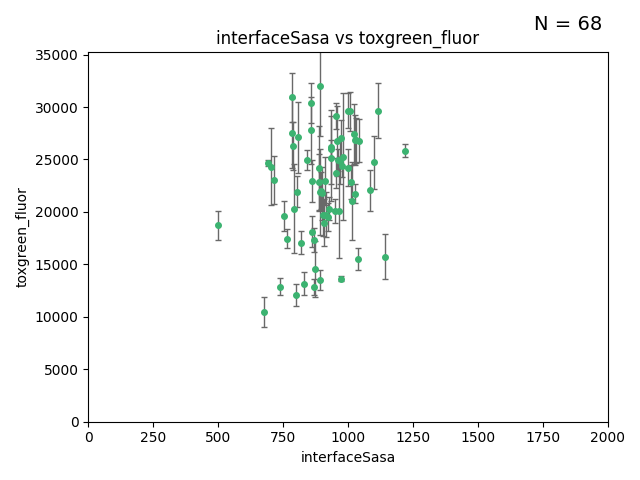 N = 68
interfaceSasa vs toxgreen_fluor
35000
30000
25000
20000
15000
10000
5000
0
toxgreen_fluor
0 250 500 750 1000 1250 1500 1750 2000
interfaceSasa